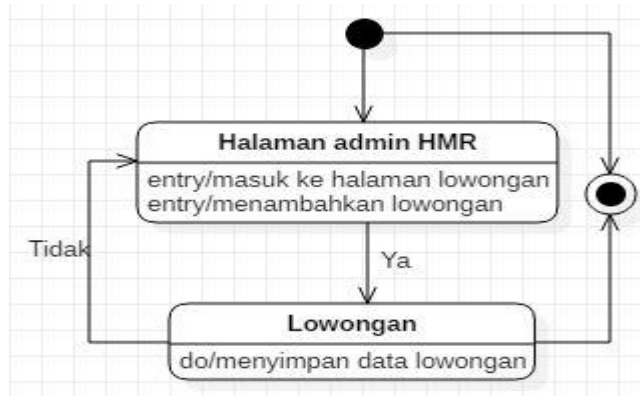 Halaman admin HMR
entry/masuk ke halaman lowongan
entry/menambahkan lowongan
Tidak
Ya
Lowongan
do/menyimpan data lowongan